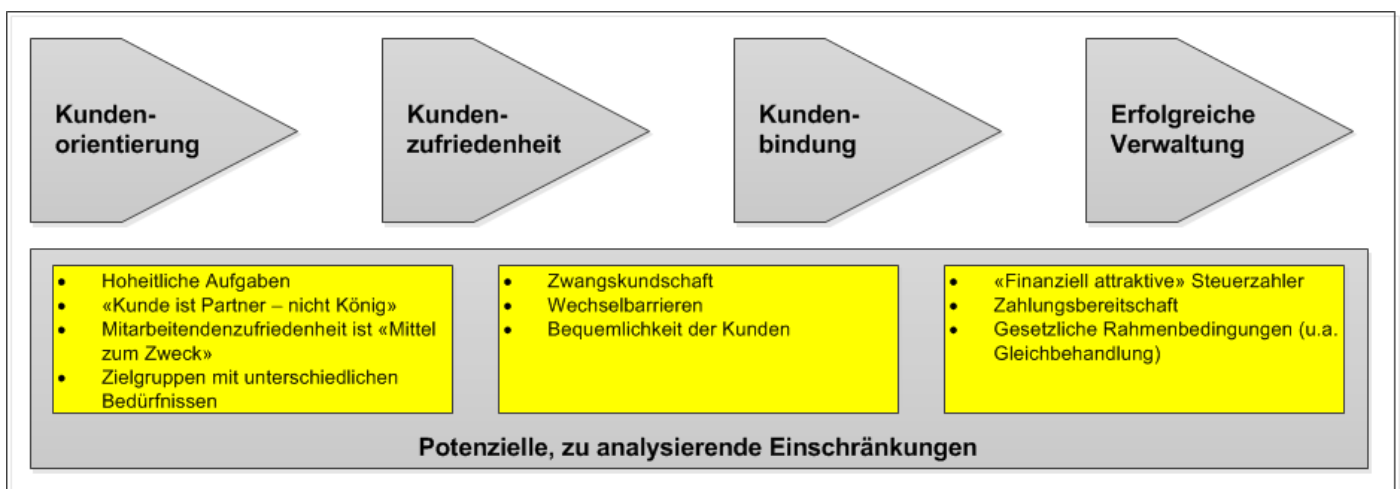 Kunden-
orientierung
Kunden-
zufriedenheit
Kunden-
bindung
Erfolgreiche
Verwaltung
• Hoheitliche Aufgaben
• «Kunde ist Partner – nicht König»
• Mitarbeitendenzufriedenheit ist «Mittel
zum Zweck»
• Zielgruppen mit unterschiedlichen
Bedürfnissen
• Zwangskundschaft
• Wechselbarrieren
• Bequemlichkeit der Kunden
• «Finanziell attraktive» Steuerzahler
• Zahlungsbereitschaft
• Gesetzliche Rahmenbedingungen (u.a.
Gleichbehandlung)
Potenzielle, zu analysierende Einschränkungen